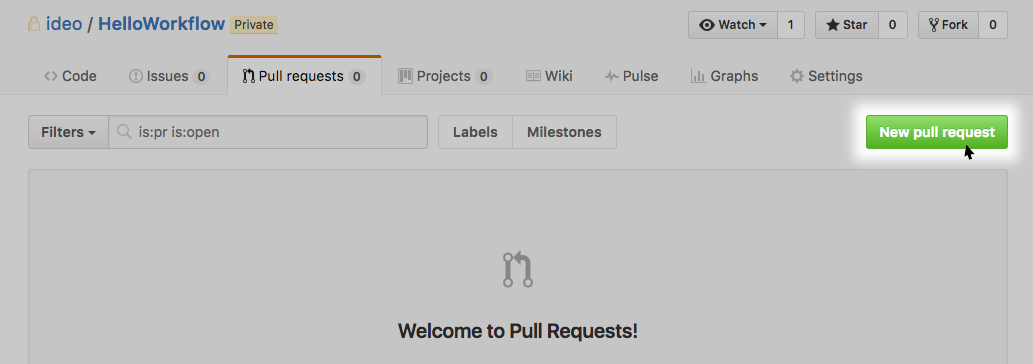 ideo / HelloWorkflow Private Watch 1 Star 0 Fork 0
Code Issues 0 Pull requests 0 Projects 0 Wiki Pulse Graphs Settings
Filters is:pr is:open Labels Milestones New pull request
Welcome to Pull Requests!